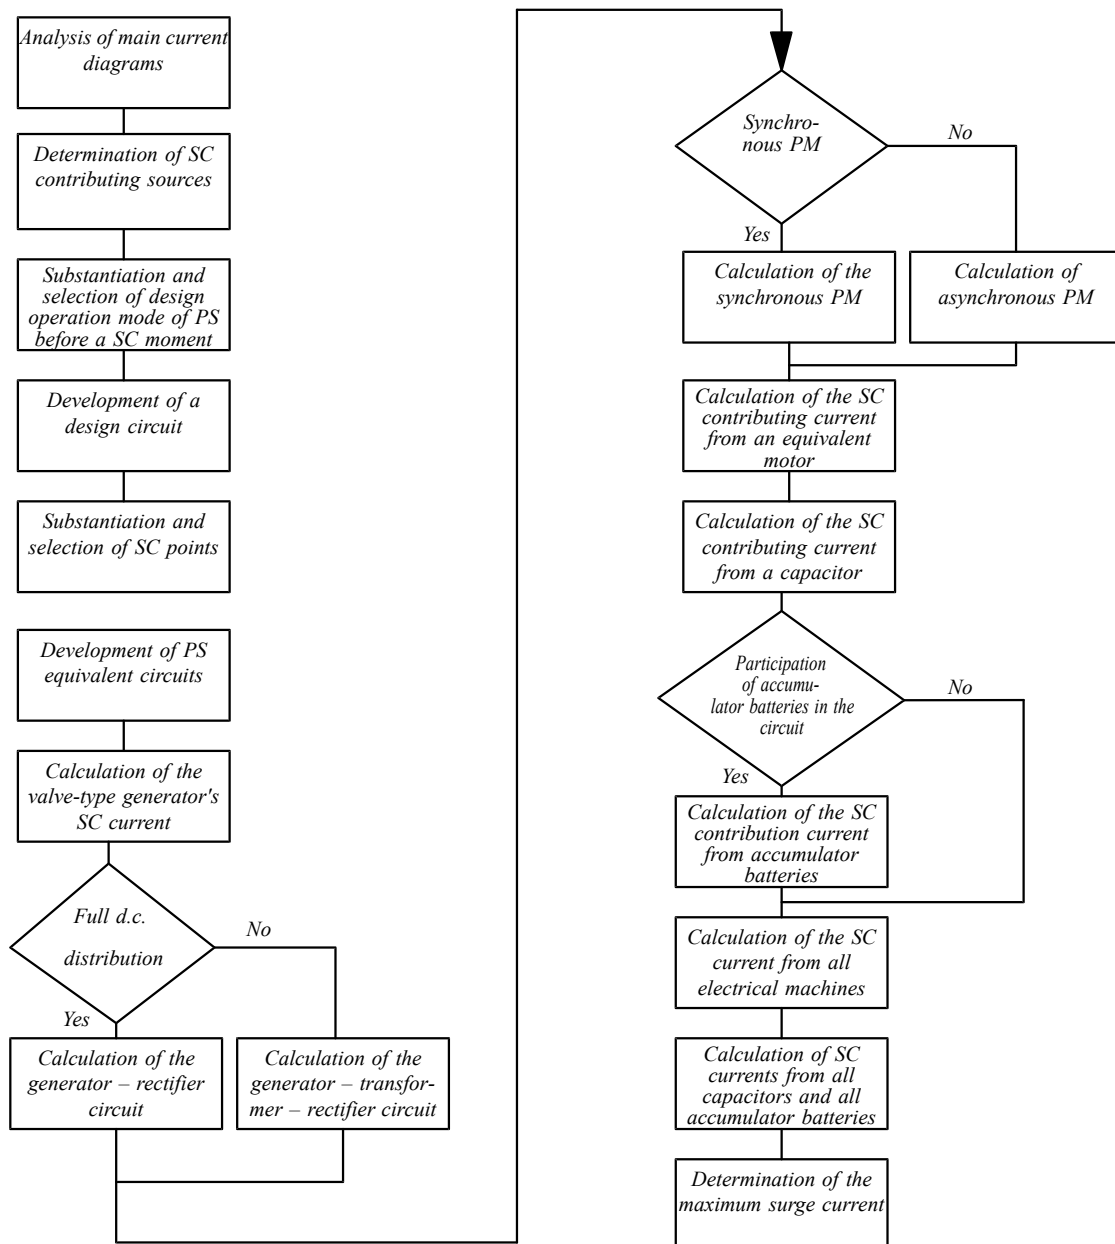 Analysis of main current
diagrams
Determination of SC
contributing sources
Substantiation and
selection of design
operation mode of PS
before a SC moment
Development of a
design circuit
Substantiation and
selection of SC points
Development of PS
equivalent circuits
Calculation of the
valve-type generator's
SC current
Full d.c.
distribution
No
Yes
Calculation of the
generator – rectifier
circuit
Calculation of the
generator – transfor-
mer – rectifier circuit
Synchro-
nous PM
No
Yes
Calculation of the
synchronous PM
Calculation of
asynchronous PM
Calculation of the SC
contributing current
from an equivalent
motor
Calculation of the SC
contributing current
from a capacitor
Participation
of accumu-
lator batteries in the
circuit
No
Yes
Calculation of the SC
contribution current
from accumulator
batteries
Calculation of the SC
current from all
electrical machines
Calculation of SC
currents from all
capacitors and all
accumulator batteries
Determination of the
maximum surge current